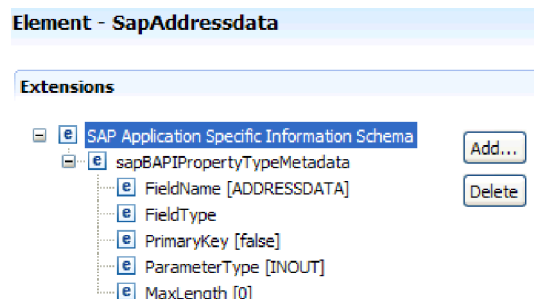 Element - SapAddressdata
Extensions
SAP Application Specific Information Schema
Add...
sapBAPIPropertyTypeMetadata
FieldName [ADDRESSDATA]
Delete
FieldType
PrimaryKey [false]
ParameterType [INOUT]
MaxLength [0]